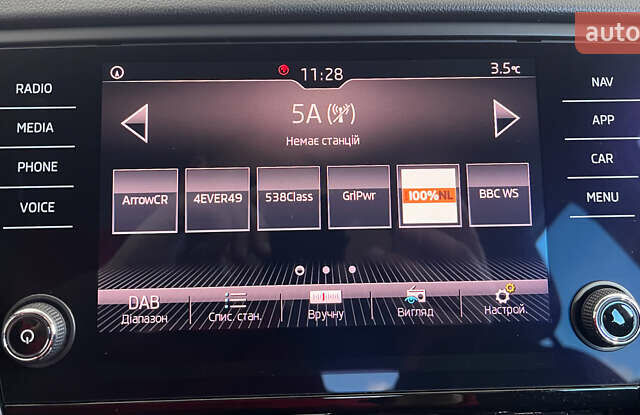 auto
11:28
3.5°C
RADIO
MEDIA
PHONE
VOICE
NAV
APP
CAR
MENU
5A
Немає станцій
ArrowCR
4EVER49
538Class
GrlPwr
100%NL
BBC WS
DAB
Діапазон
Спис. стан.
Вручну
Вигляд
Настрой.